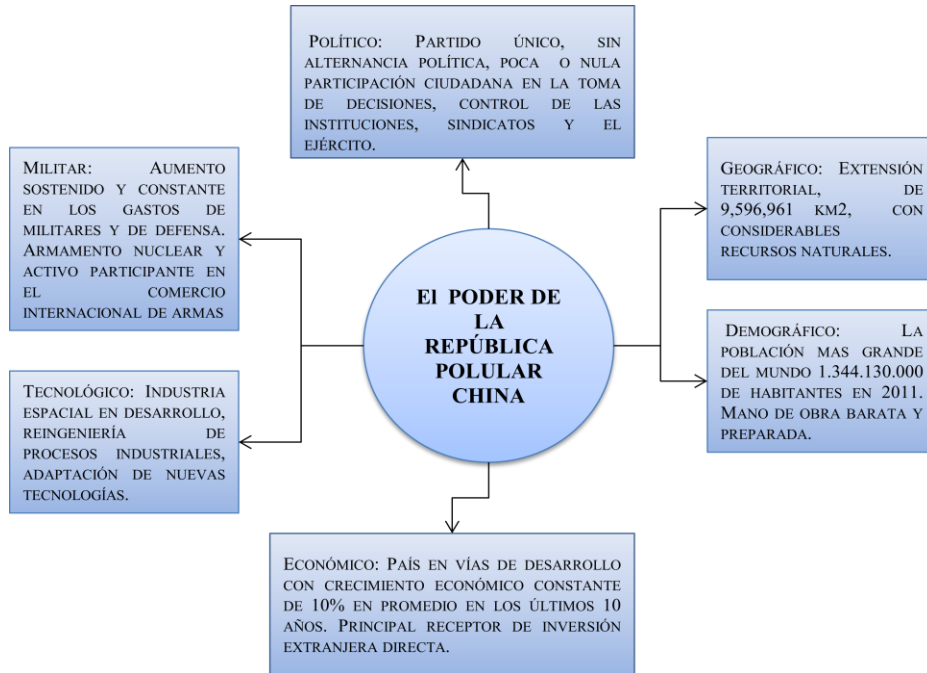 POLÍTICO: PARTIDO ÚNICO, SIN
ALTERNANCIA POLÍTICA, POCA O NULA
PARTICIPACIÓN CIUDADANA EN LA TOMA
DE DECISIONES, CONTROL DE LAS
INSTITUCIONES, SINDICATOS Y EL
EJÉRCITO.
MILITAR: AUMENTO
SOSTENIDO Y CONSTANTE
EN LOS GASTOS DE
MILITARES Y DE DEFENSA.
ARMAMENTO NUCLEAR Y
ACTIVO PARTICIPANTE EN
EL COMERCIO
INTERNACIONAL DE ARMAS
GEOGRÁFICO: EXTENSIÓN
TERRITORIAL, DE
9,596,961 KM2, CON
CONSIDERABLES
RECURSOS NATURALES.
El PODER DE
LA
REPÚBLICA
POLULAR
CHINA
TECNOLÓGICO: INDUSTRIA
ESPACIAL EN DESARROLLO,
REINGENIERÍA DE
PROCESOS INDUSTRIALES,
ADAPTACIÓN DE NUEVAS
TECNOLOGÍAS.
DEMOGRÁFICO: LA
POBLACIÓN MAS GRANDE
DEL MUNDO 1.344.130.000
DE HABITANTES EN 2011.
MANO DE OBRA BARATA Y
PREPARADA.
ECONÓMICO: PAÍS EN VÍAS DE DESARROLLO
CON CRECIMIENTO ECONÓMICO CONSTANTE
DE 10% EN PROMEDIO EN LOS ÚLTIMOS 10
AÑOS. PRINCIPAL RECEPTOR DE INVERSIÓN
EXTRANJERA DIRECTA.